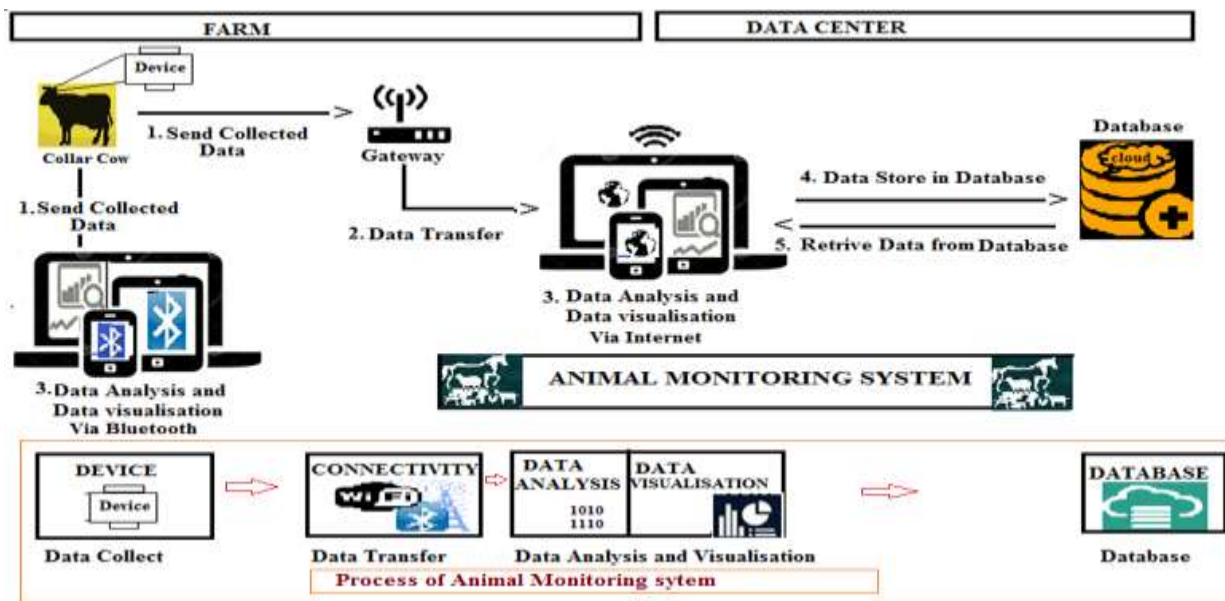 FARM
DATA CENTER
Device
Collar Cow
1. Send Collected
Data
Gateway
2. Data Transfer
1. Send Collected
Data
3. Data Analysis and
Data visualisation
Via Bluetooth
3. Data Analysis and
Data visualisation
Via Internet
4. Data Store in Database
5. Retrive Data from Database
Database
cloud
ANIMAL MONITORING SYSTEM
DEVICE
Device
Data Collect
CONNECTIVITY
WiFi
Data Transfer
DATA
ANALYSIS
1010
1110
DATA
VISUALISATION
Data Analysis and Visualisation
DATABASE
Database
Process of Animal Monitoring sytem